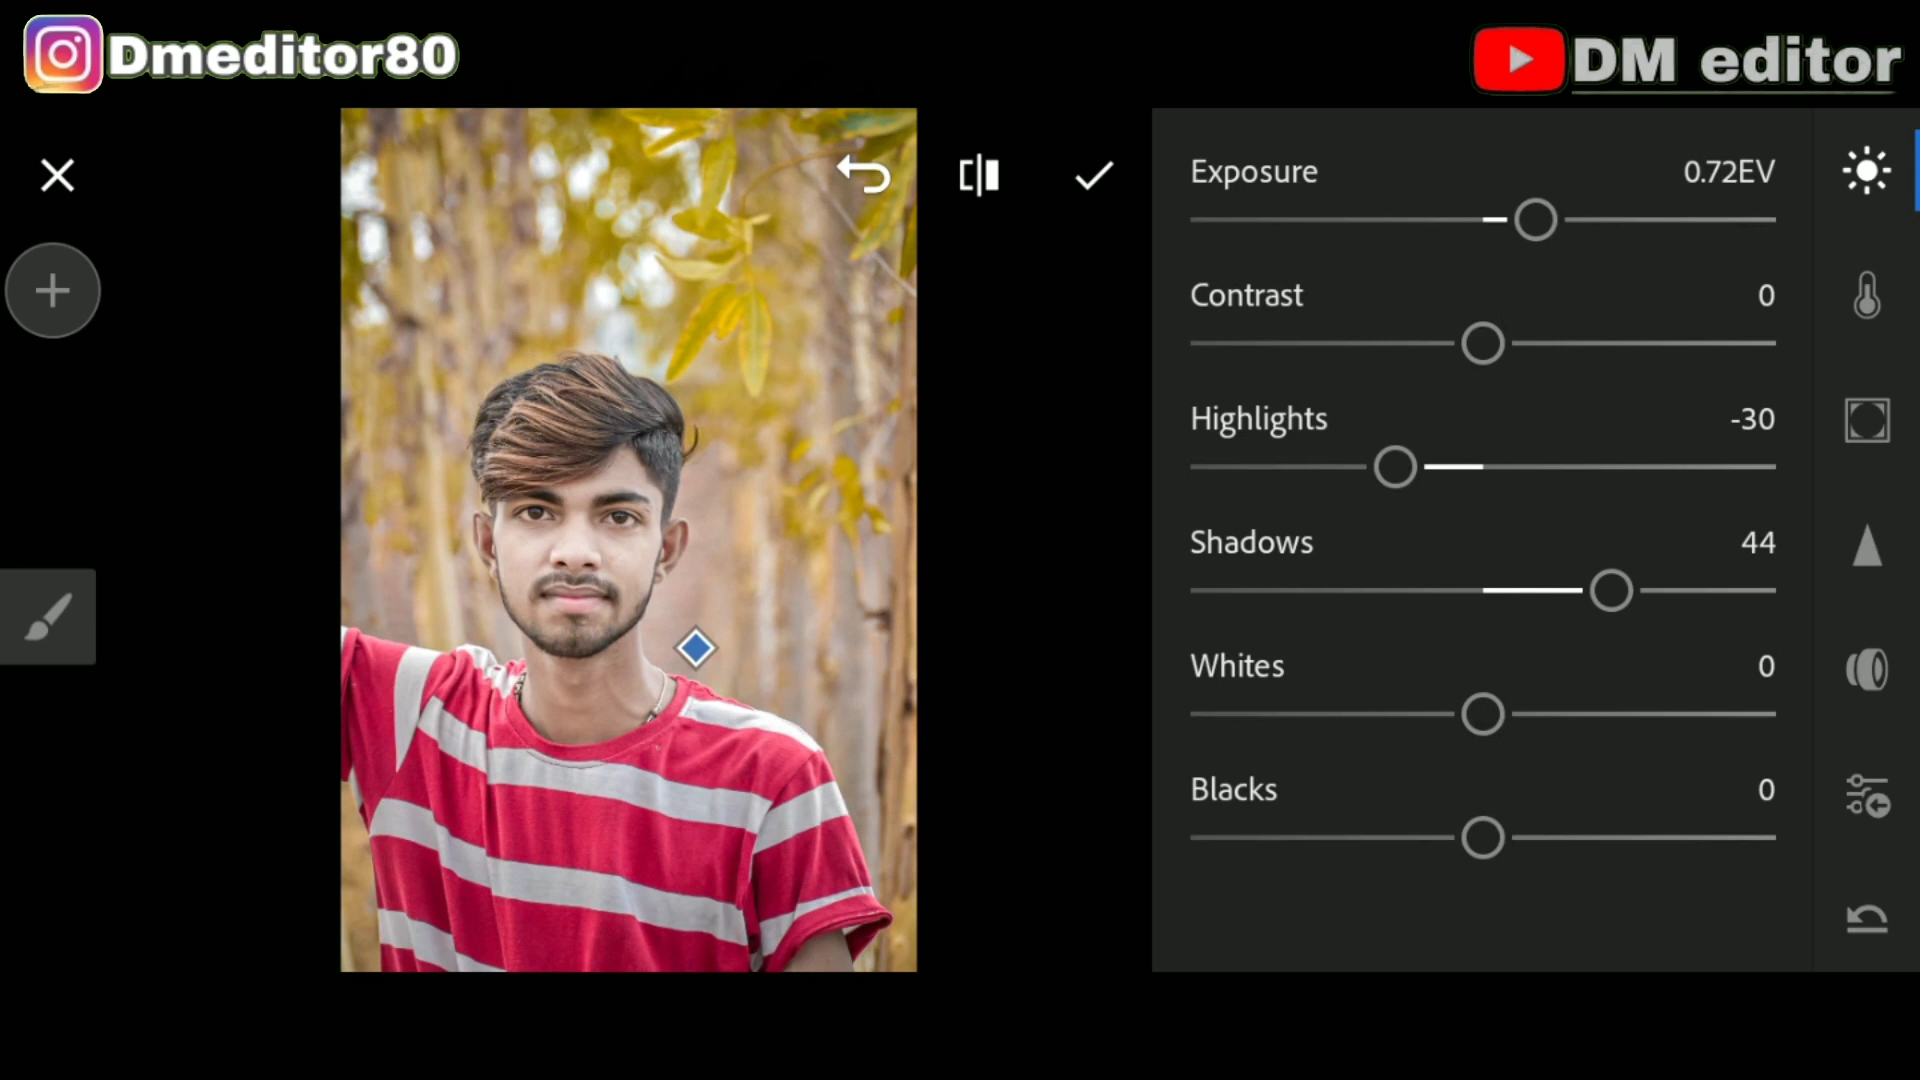 Dmeditor80
DM editor
Exposure 0.72EV
Contrast 0
Highlights -30
Shadows 44
Whites 0
Blacks 0